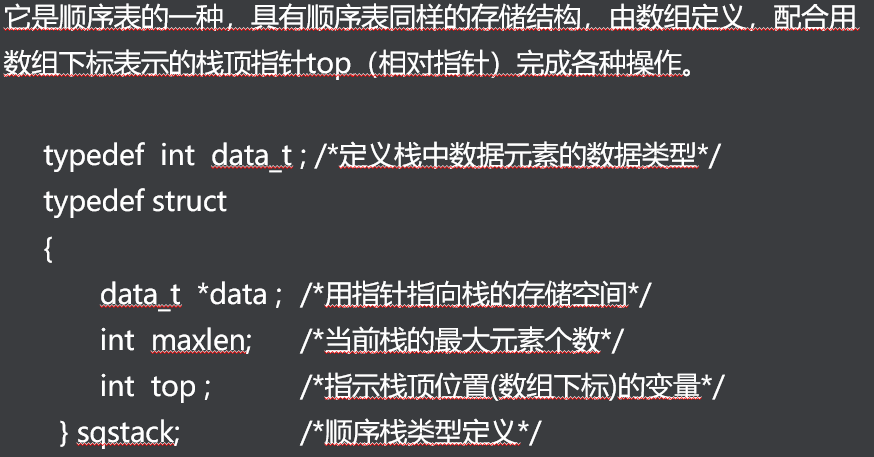 它是顺序表的一种，具有顺序表同样的存储结构，由数组定义，配合用
数组下标表示的栈顶指针top（相对指针）完成各种操作。
typedef int data_t ; /*定义栈中数据元素的数据类型*/
typedef struct
{
data_t *data ; /*用指针指向栈的存储空间*/
int maxlen; /*当前栈的最大元素个数*/
int top ; /*指示栈顶位置(数组下标)的变量*/
} sqstack; /*顺序栈类型定义*/